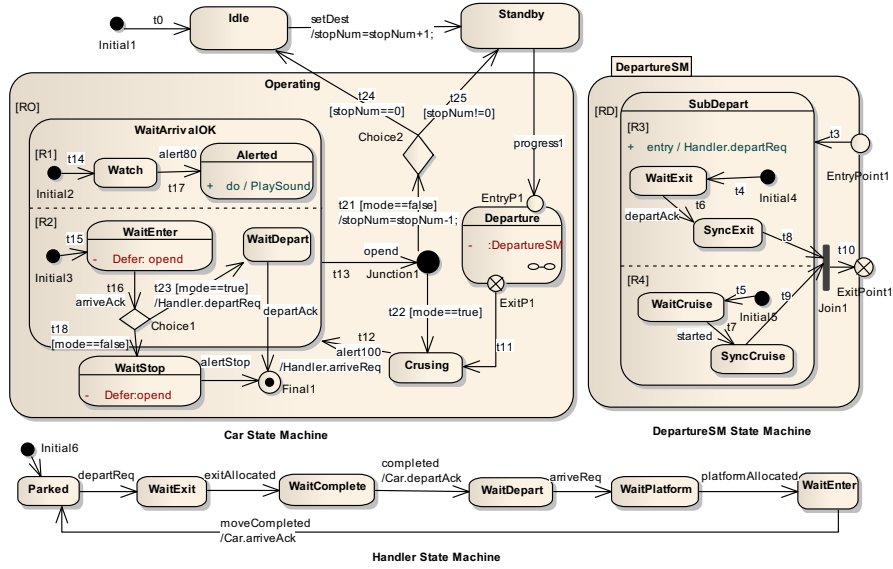 t0
Idle
setDest
/stopNum=stopNum+1;
Standby
Initial1
Operating
[RO]
t24
[stopNum==0]
t25
[stopNum!=0]
Choice2
progress1
WaitArrivalOK
[R1]
t14
Watch
alert80
t17
Alerted
+ do / PlaySound
Initial2
[R2]
t15
WaitEnter
- Defer: opend
Initial3
WaitDepart
t16
arriveAck
t23 [mode==true]
/Handler.departReq
Choice1
departAck
t18
[mode==false]
WaitStop
- Defer:opend
alertStop
Final1
t21
[mode==false]
/stopNum=stopNum-1;
opend
t13
Junction1
t22 [mode==true]
t12
alert100
/Handler.arriveReq
Crusing
EntryP1
Departure
- :DepartureSM
ExitP1
t11
Car State Machine
DepartureSM
[RD]
SubDepart
[R3]
+ entry / Handler.departReq
t3
EntryPoint1
WaitExit
t4
Initial4
t6
departAck
SyncExit
t8
t10
ExitPoint1
[R4]
t9
Join1
WaitCruise
t5
Initial5
t7
started
SyncCruise
DepartureSM State Machine
Initial6
Parked
departReq
WaitExit
exitAllocated
WaitComplete
completed
/Car.departAck
WaitDepart
arriveReq
WaitPlatform
platformAllocated
WaitEnter
moveCompleted
/Car.arriveAck
Handler State Machine